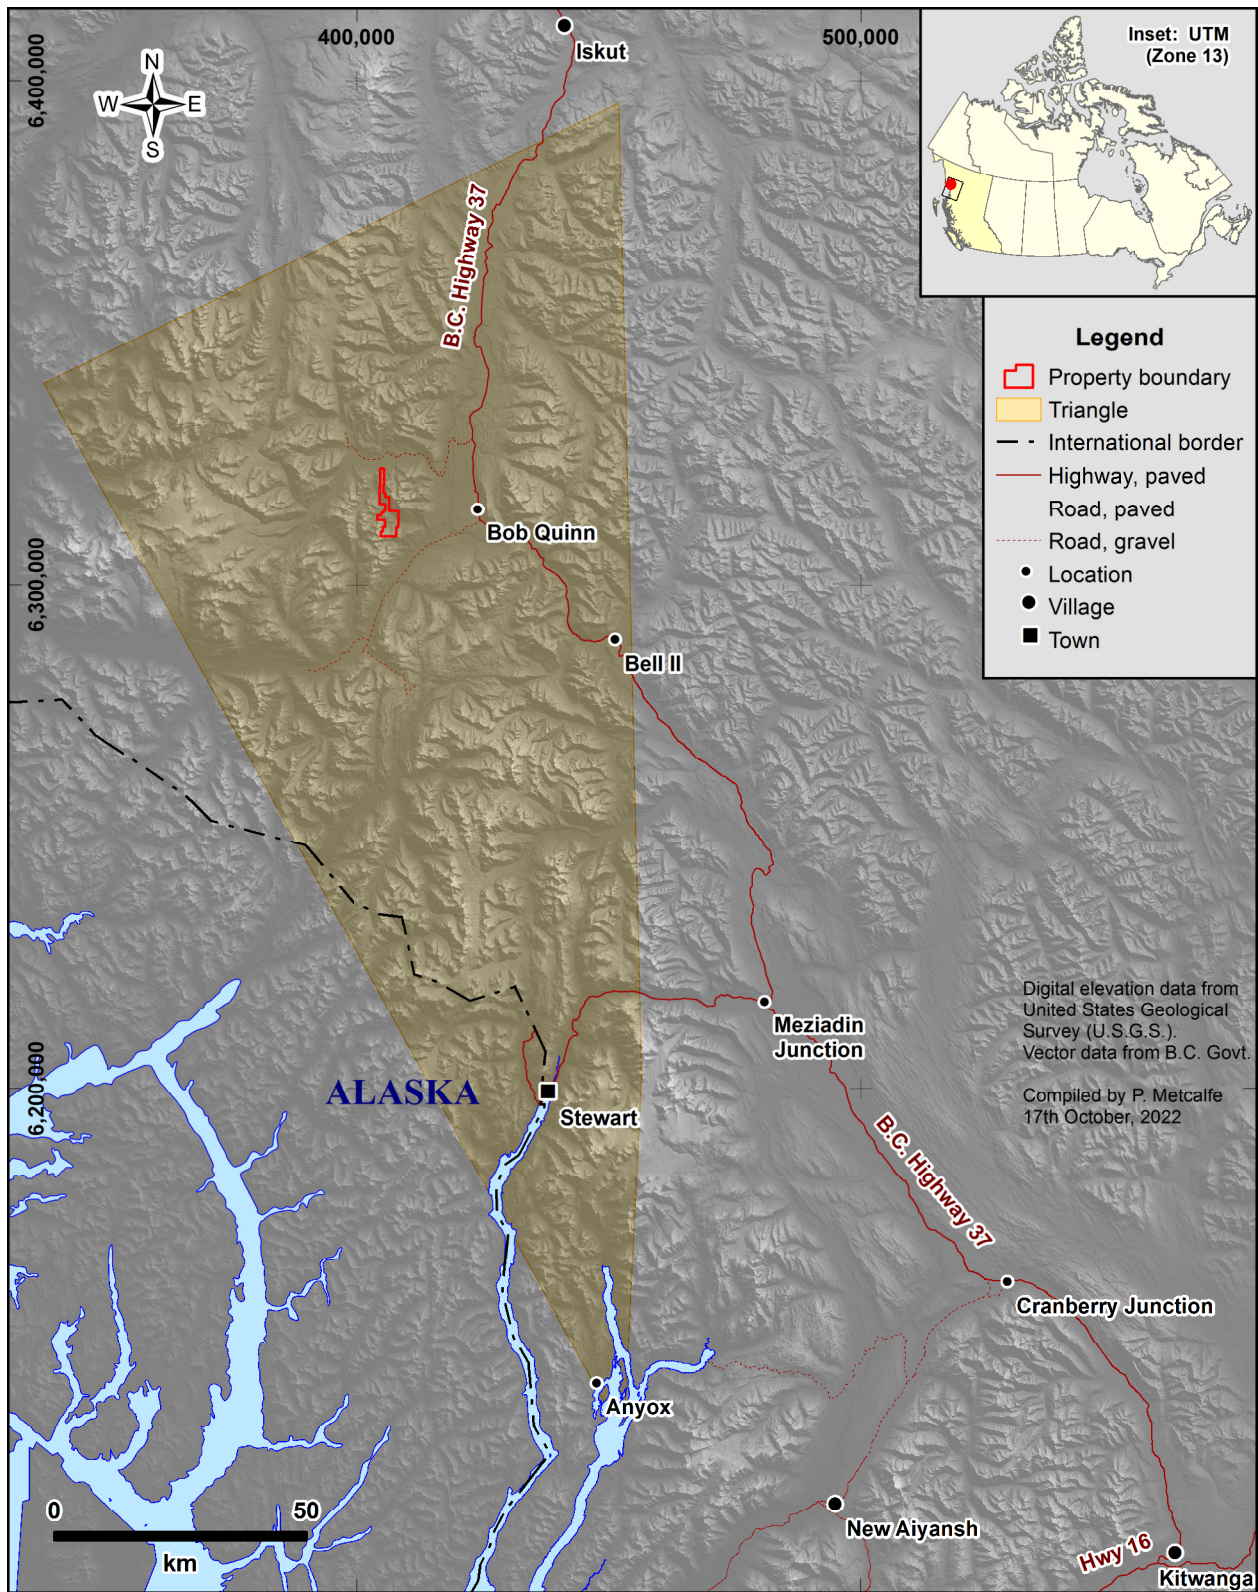 400,000
500,000
Iskut
Inset: UTM
(Zone 13)
N
W
E
S
6,400,000
B.C. Highway 37
Legend
Property boundary
Triangle
International border
Highway, paved
Road, paved
Road, gravel
Location
Village
Town
Bob Quinn
6,300,000
Bell II
Meziadin
Junction
Digital elevation data from
United States Geological
Survey (U.S.G.S.).
Vector data from B.C. Govt.
Compiled by P. Metcalfe
17th October, 2022
6,200,000
ALASKA
Stewart
B.C. Highway 37
Cranberry Junction
Anyox
0
50
km
New Aiyansh
Hwy 16
Kitwanga